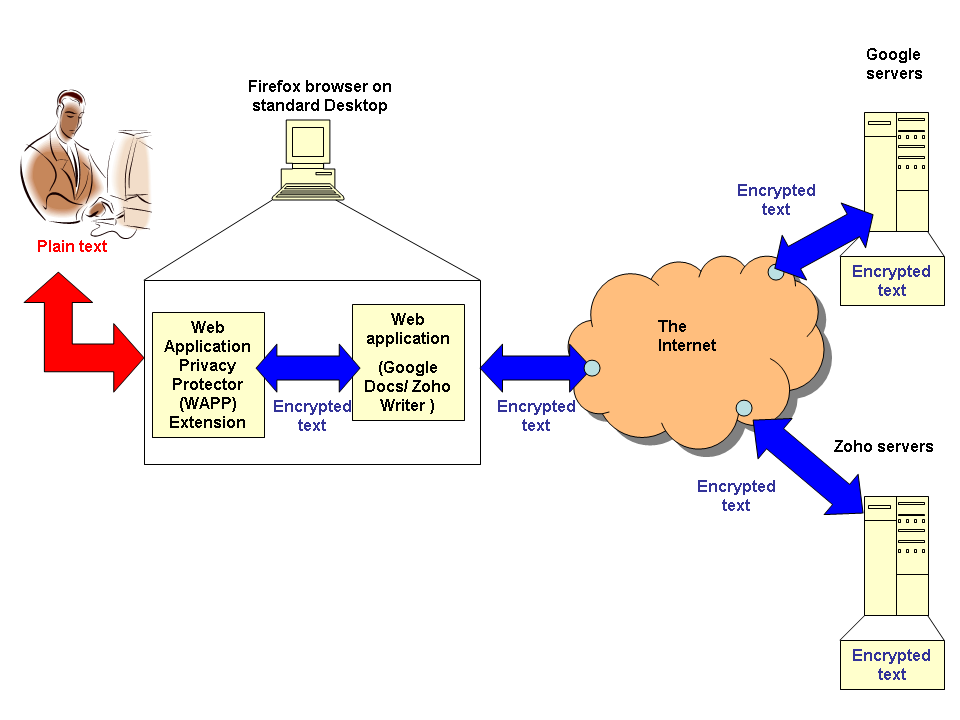 Google
servers
Firefox browser on
standard Desktop
Encrypted
text
Plain text
Encrypted
text
Web
Application
Privacy
Protector
(WAPP)
Extension
Encrypted
text
Web
application
(Google
Docs/ Zoho
Writer )
Encrypted
text
The
Internet
Zoho servers
Encrypted
text
Encrypted
text